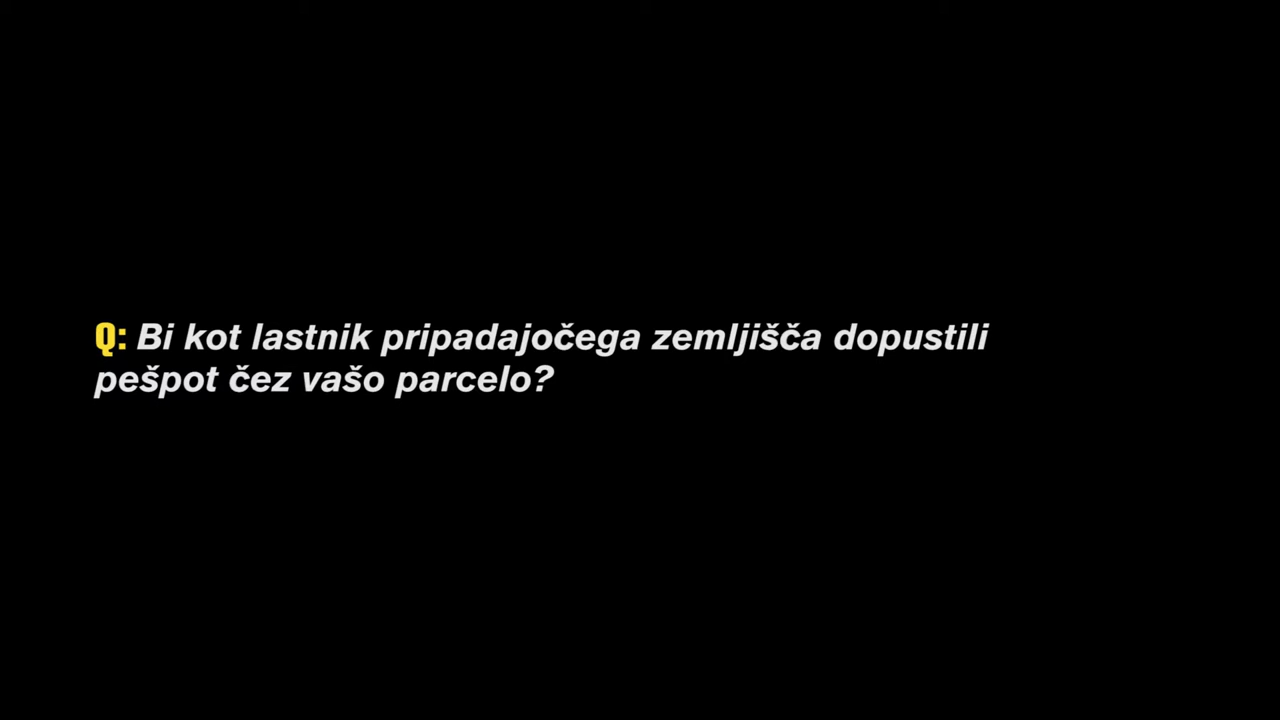 Q: Bi kot lastnik pripadajočega zemljišča dopustili
pešpot čez vašo parcelo?